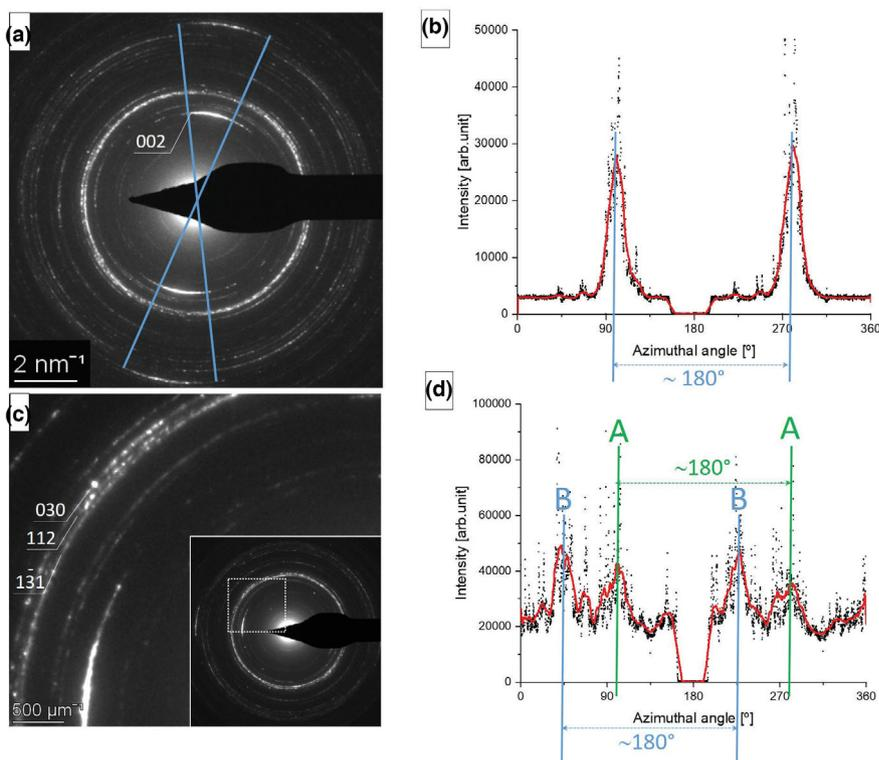 (a)
002
2 nm⁻¹
(b)
50000
40000
30000
20000
10000
0
Intensity [arb.unit]
0 90 180 270 360
Azimuthal angle [º]
~ 180°
(c)
030
112
1̄31
500 µm⁻¹
(d)
100000
80000
60000
40000
20000
0
Intensity [arb.unit]
A A
~180°
B B
0 90 180 270 360
Azimuthal angle [º]
~180°